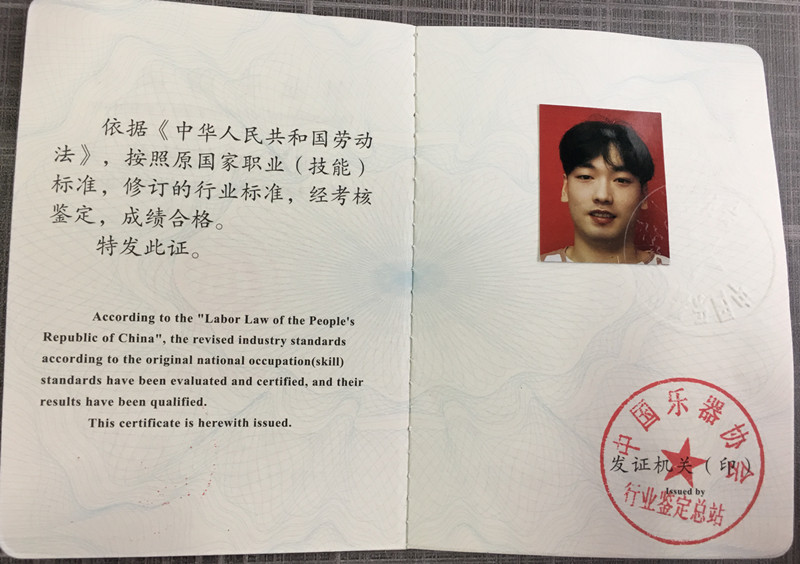 依据《中华人民共和国劳动
法》，按照原国家职业（技能）
标准，修订的行业标准，经考核
鉴定，成绩合格。
特发此证。
According to the "Labor Law of the People's
Republic of China", the revised industry standards
according to the original national occupation(skill)
standards have been evaluated and certified, and their
results have been qualified.
This certificate is herewith issued.
中国乐器协会
发证机关（印）
Issued by
行业鉴定总站